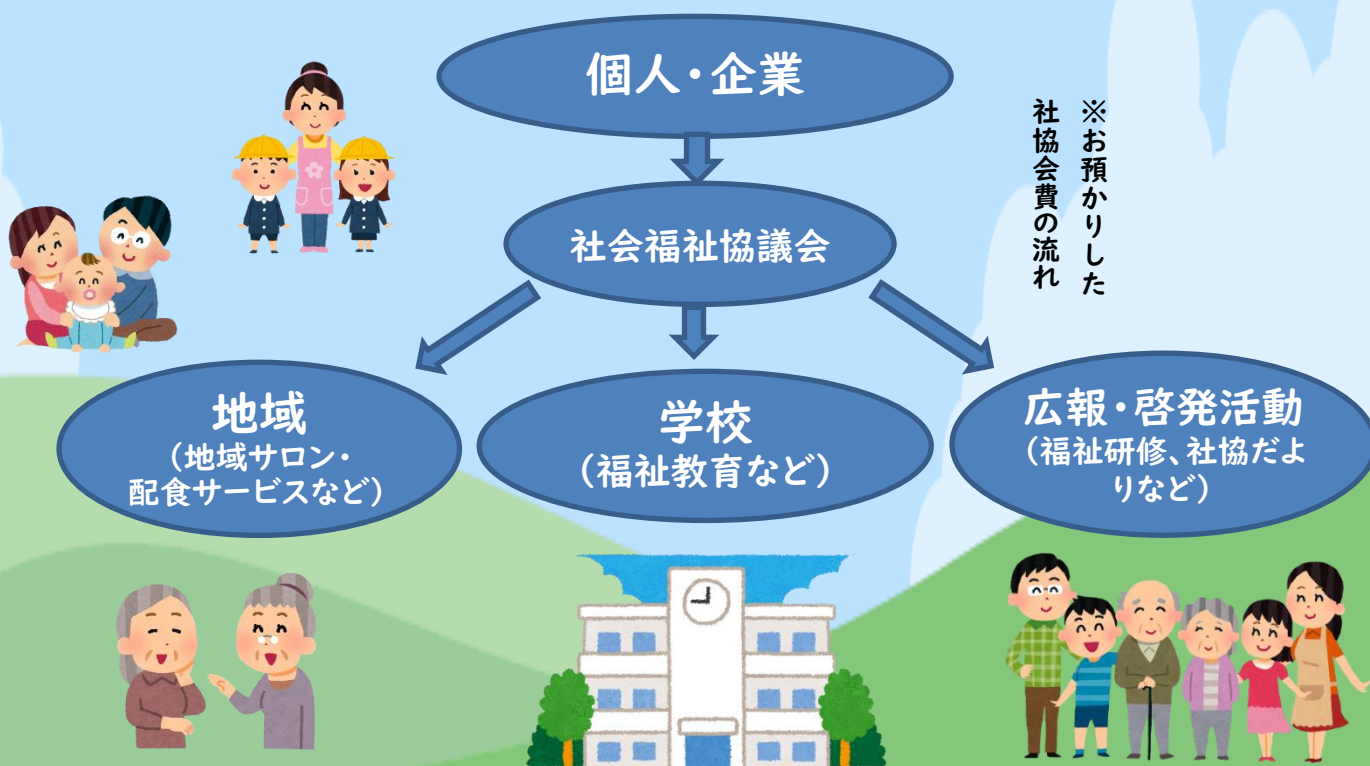 個人・企業
※お預かりした
社協会費の流れ
社会福祉協議会
地域
（地域サロン・
配食サービスなど）
学校
（福祉教育など）
広報・啓発活動
（福祉研修、社協だよ
りなど）